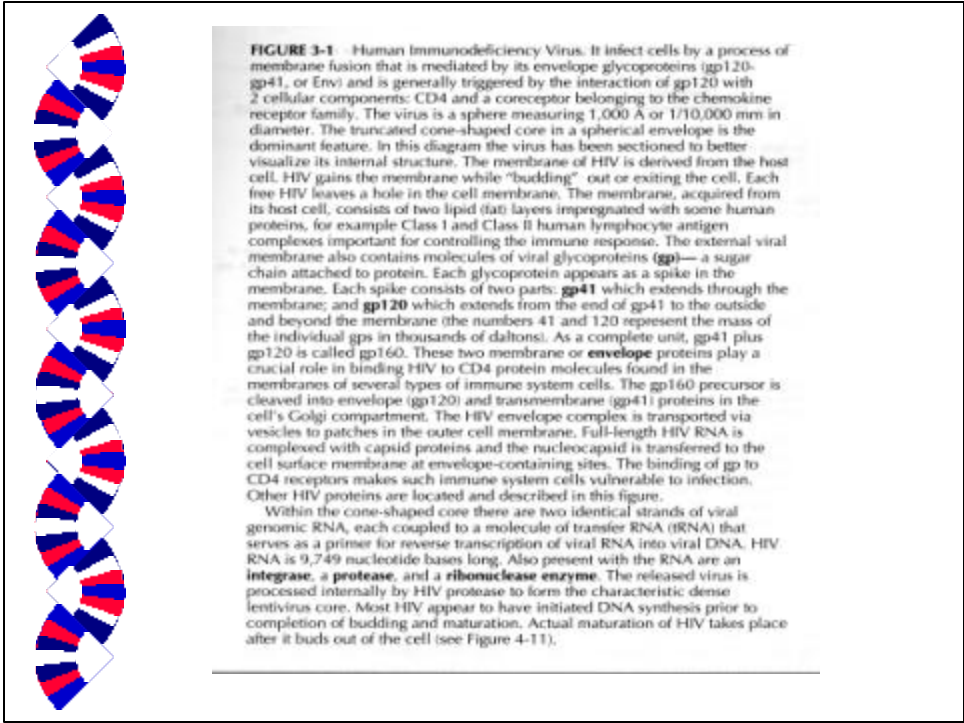 FIGURE 3-1 Human Immunodeficiency Virus. It infect cells by a process of
membrane fusion that is mediated by its envelope glycoproteins (gp120-
gp41, or Env) and is generally triggered by the interaction of gp120 with
2 cellular components: CD4 and a coreceptor belonging to the chemokine
receptor family. The virus is a sphere measuring 1,000 A or 1/10,000 mm in
diameter. The truncated cone-shaped core in a spherical envelope is the
dominant feature. In this diagram the virus has been sectioned to better
visualize its internal structure. The membrane of HIV is derived from the host
cell. HIV gains the membrane while "budding" out or exiting the cell. Each
free HIV leaves a hole in the cell membrane. The membrane, acquired from
its host cell, consists of two lipid (fat) layers impregnated with some human
proteins, for example Class I and Class II human lymphocyte antigen
complexes important for controlling the immune response. The external viral
membrane also contains molecules of viral glycoproteins (gp)— a sugar
chain attached to protein. Each glycoprotein appears as a spike in the
membrane. Each spike consists of two parts: gp41 which extends through the
membrane; and gp120 which extends from the end of gp41 to the outside
and beyond the membrane (the numbers 41 and 120 represent the mass of
the individual gps in thousands of daltons). As a complete unit, gp41 plus
gp120 is called gp160. These two membrane or envelope proteins play a
crucial role in binding HIV to CD4 protein molecules found in the
membranes of several types of immune system cells. The gp160 precursor is
cleaved into envelope (gp120) and transmembrane (gp41) proteins in the
cell's Golgi compartment. The HIV envelope complex is transported via
vesicles to patches in the outer cell membrane. Full-length HIV RNA is
complexed with capsid proteins and the nucleocapsid is transferred to the
cell surface membrane at envelope-containing sites. The binding of gp to
CD4 receptors makes such immune system cells vulnerable to infection.
Other HIV proteins are located and described in this figure.
Within the cone-shaped core there are two identical strands of viral
genomic RNA, each coupled to a molecule of transfer RNA (tRNA) that
serves as a primer for reverse transcription of viral RNA into viral DNA. HIV
RNA is 9,749 nucleotide bases long. Also present with the RNA are an
integrase, a protease, and a ribonuclease enzyme. The released virus is
processed internally by HIV protease to form the characteristic dense
lentivirus core. Most HIV appear to have initiated DNA synthesis prior to
completion of budding and maturation. Actual maturation of HIV takes place
after it buds out of the cell (see Figure 4-11).